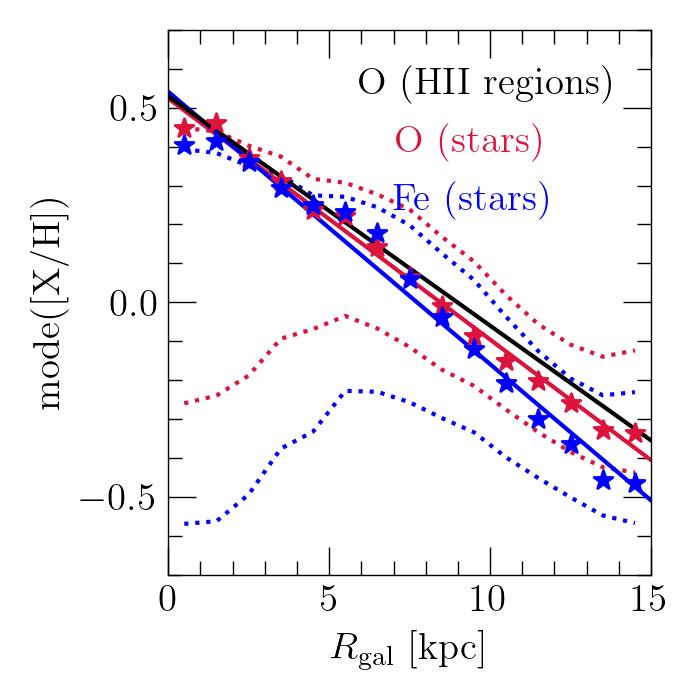 O (HII regions)
O (stars)
Fe (stars)
mode([X/H])
0.5
0.0
−0.5
0 5 10 15
R_gal [kpc]